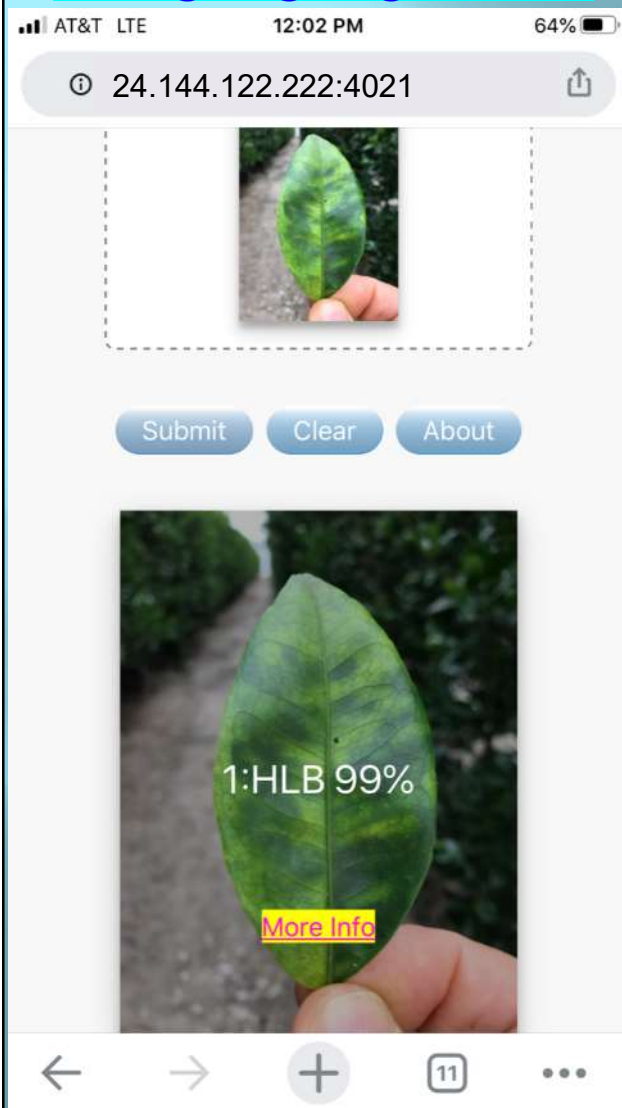 AT&T LTE 12:02 PM 64%
24.144.122.222:4021
Submit Clear About
1:HLB 99%
More Info
11